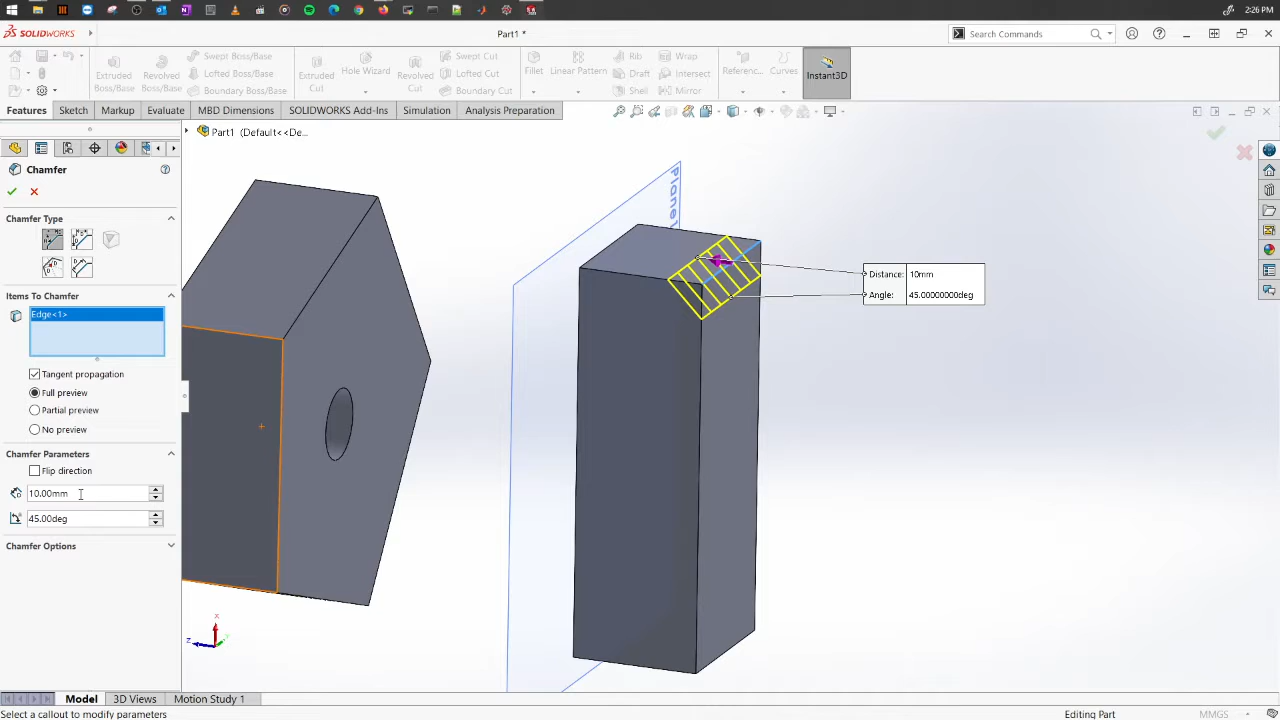 2:26 PM
SOLIDWORKS
Part1 *
Search Commands
Extruded Boss/Base
Revolved Boss/Base
Swept Boss/Base
Lofted Boss/Base
Boundary Boss/Base
Extruded Cut
Hole Wizard
Revolved Cut
Swept Cut
Lofted Cut
Boundary Cut
Fillet
Linear Pattern
Rib
Draft
Shell
Wrap
Intersect
Mirror
Referenc...
Curves
Instant3D
Features
Sketch
Markup
Evaluate
MBD Dimensions
SOLIDWORKS Add-Ins
Simulation
Analysis Preparation
Part1 (Default<<De...
Chamfer
Chamfer Type
Items To Chamfer
Edge<1>
Tangent propagation
Full preview
Partial preview
No preview
Chamfer Parameters
Flip direction
10.00mm
45.00deg
Chamfer Options
Distance: 10mm
Angle: 45.00000000deg
x
z
Y
Model
3D Views
Motion Study 1
Select a callout to modify parameters
Editing Part
MMGS